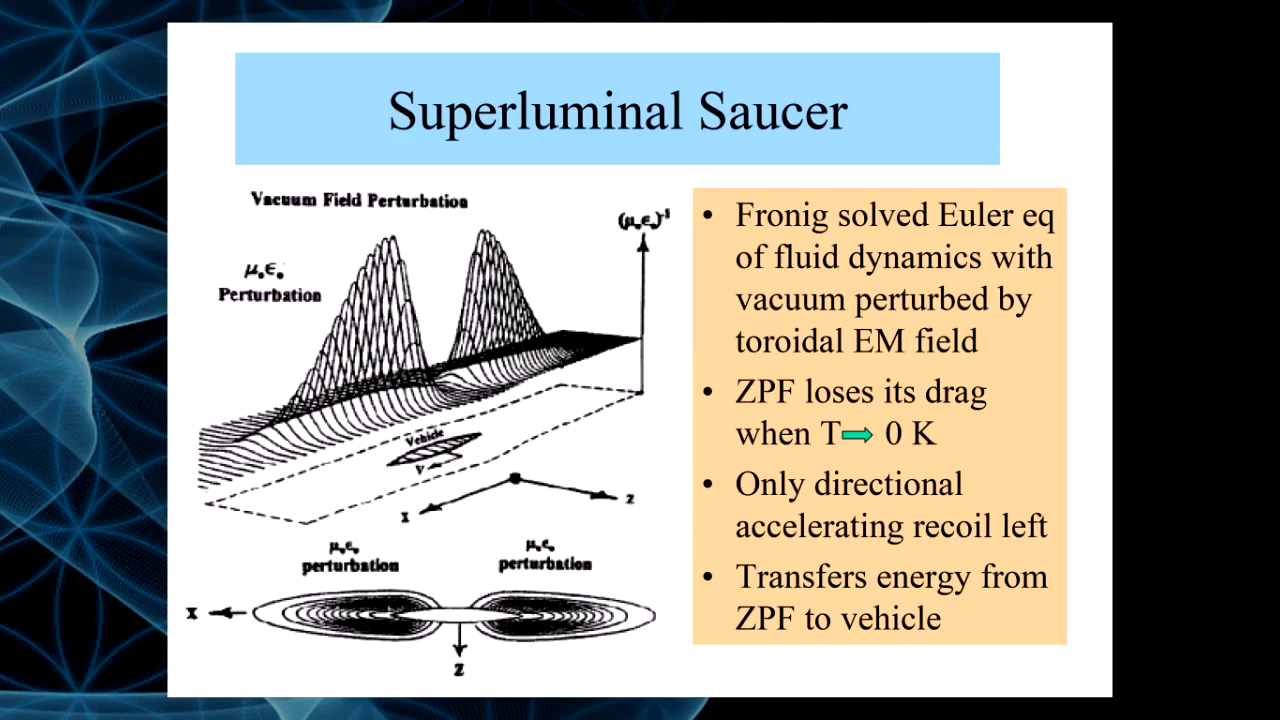 Superluminal Saucer
Vacuum Field Perturbation
(μ₀ϵ₀)⁻¹
μ₀ϵ₀
Perturbation
Vehicle
V
X
Z
μ₀ϵ₀
perturbation
μ₀ϵ₀
perturbation
X
Z
• Fronig solved Euler eq
of fluid dynamics with
vacuum perturbed by
toroidal EM field
• ZPF loses its drag
when T➡ 0 K
• Only directional
accelerating recoil left
• Transfers energy from
ZPF to vehicle